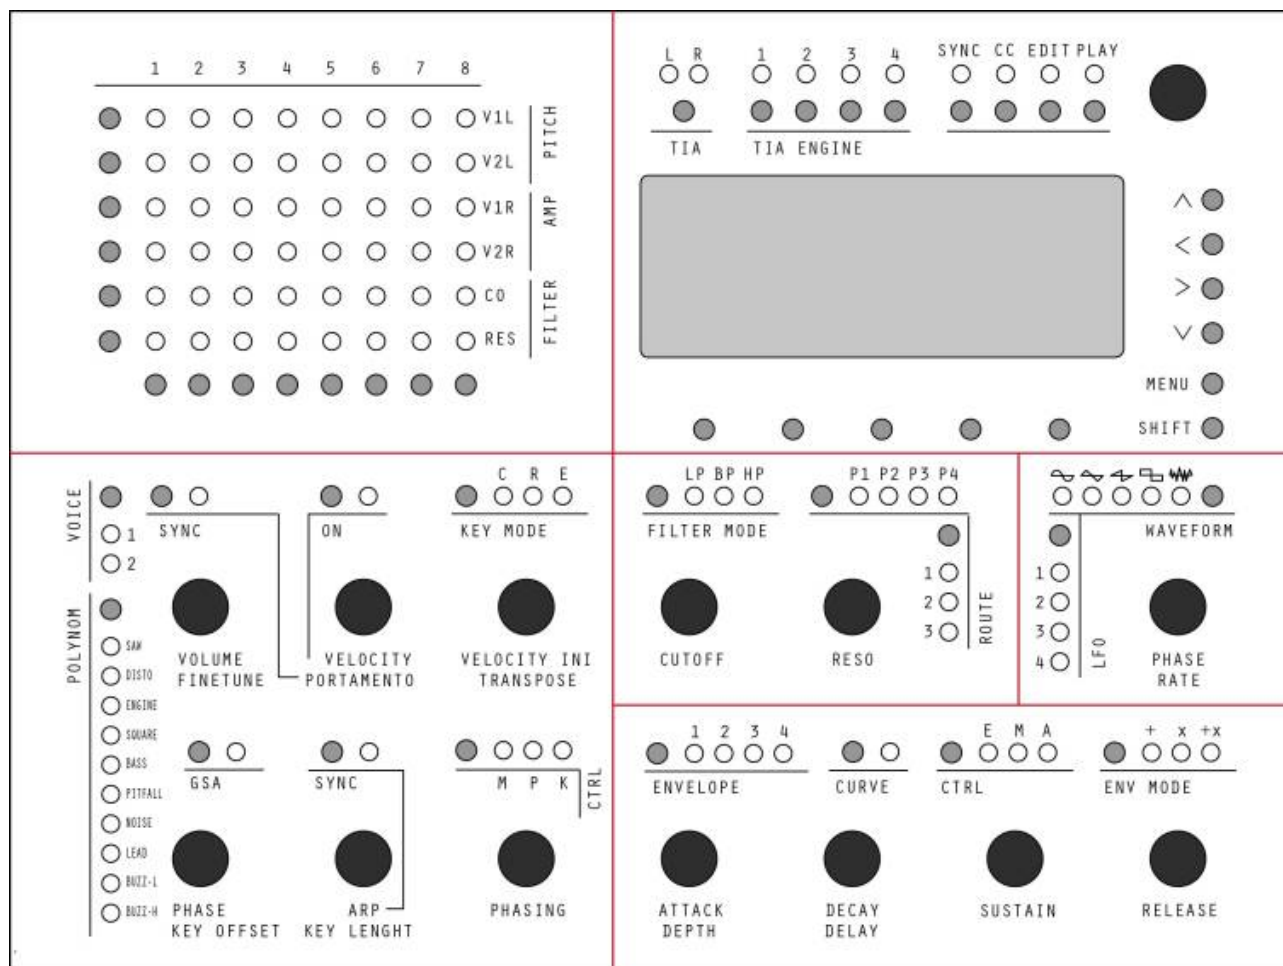 1 2 3 4 5 6 7 8
V1L
V2L
PITCH
V1R
V2R
AMP
CO
RES
FILTER
L R
TIA
1 2 3 4
TIA ENGINE
SYNC CC EDIT PLAY
MENU
SHIFT
VOICE
1
2
SYNC
ON
C R E
KEY MODE
POLYNOM
SAW
DISTO
ENGINE
SQUARE
BASS
PITFALL
NOISE
LEAD
BUZZ-L
BUZZ-H
VOLUME
FINETUNE
VELOCITY
PORTAMENTO
VELOCITY INI
TRANSPOSE
GSA
SYNC
M P K
CTRL
PHASE
KEY OFFSET
ARP
KEY LENGHT
PHASING
LP BP HP
FILTER MODE
P1 P2 P3 P4
1
2
3
ROUTE
CUTOFF
RESO
WAVEFORM
1
2
3
4
LFO
PHASE
RATE
1 2 3 4
ENVELOPE
CURVE
E M A
CTRL
+ x +x
ENV MODE
ATTACK
DEPTH
DECAY
DELAY
SUSTAIN
RELEASE